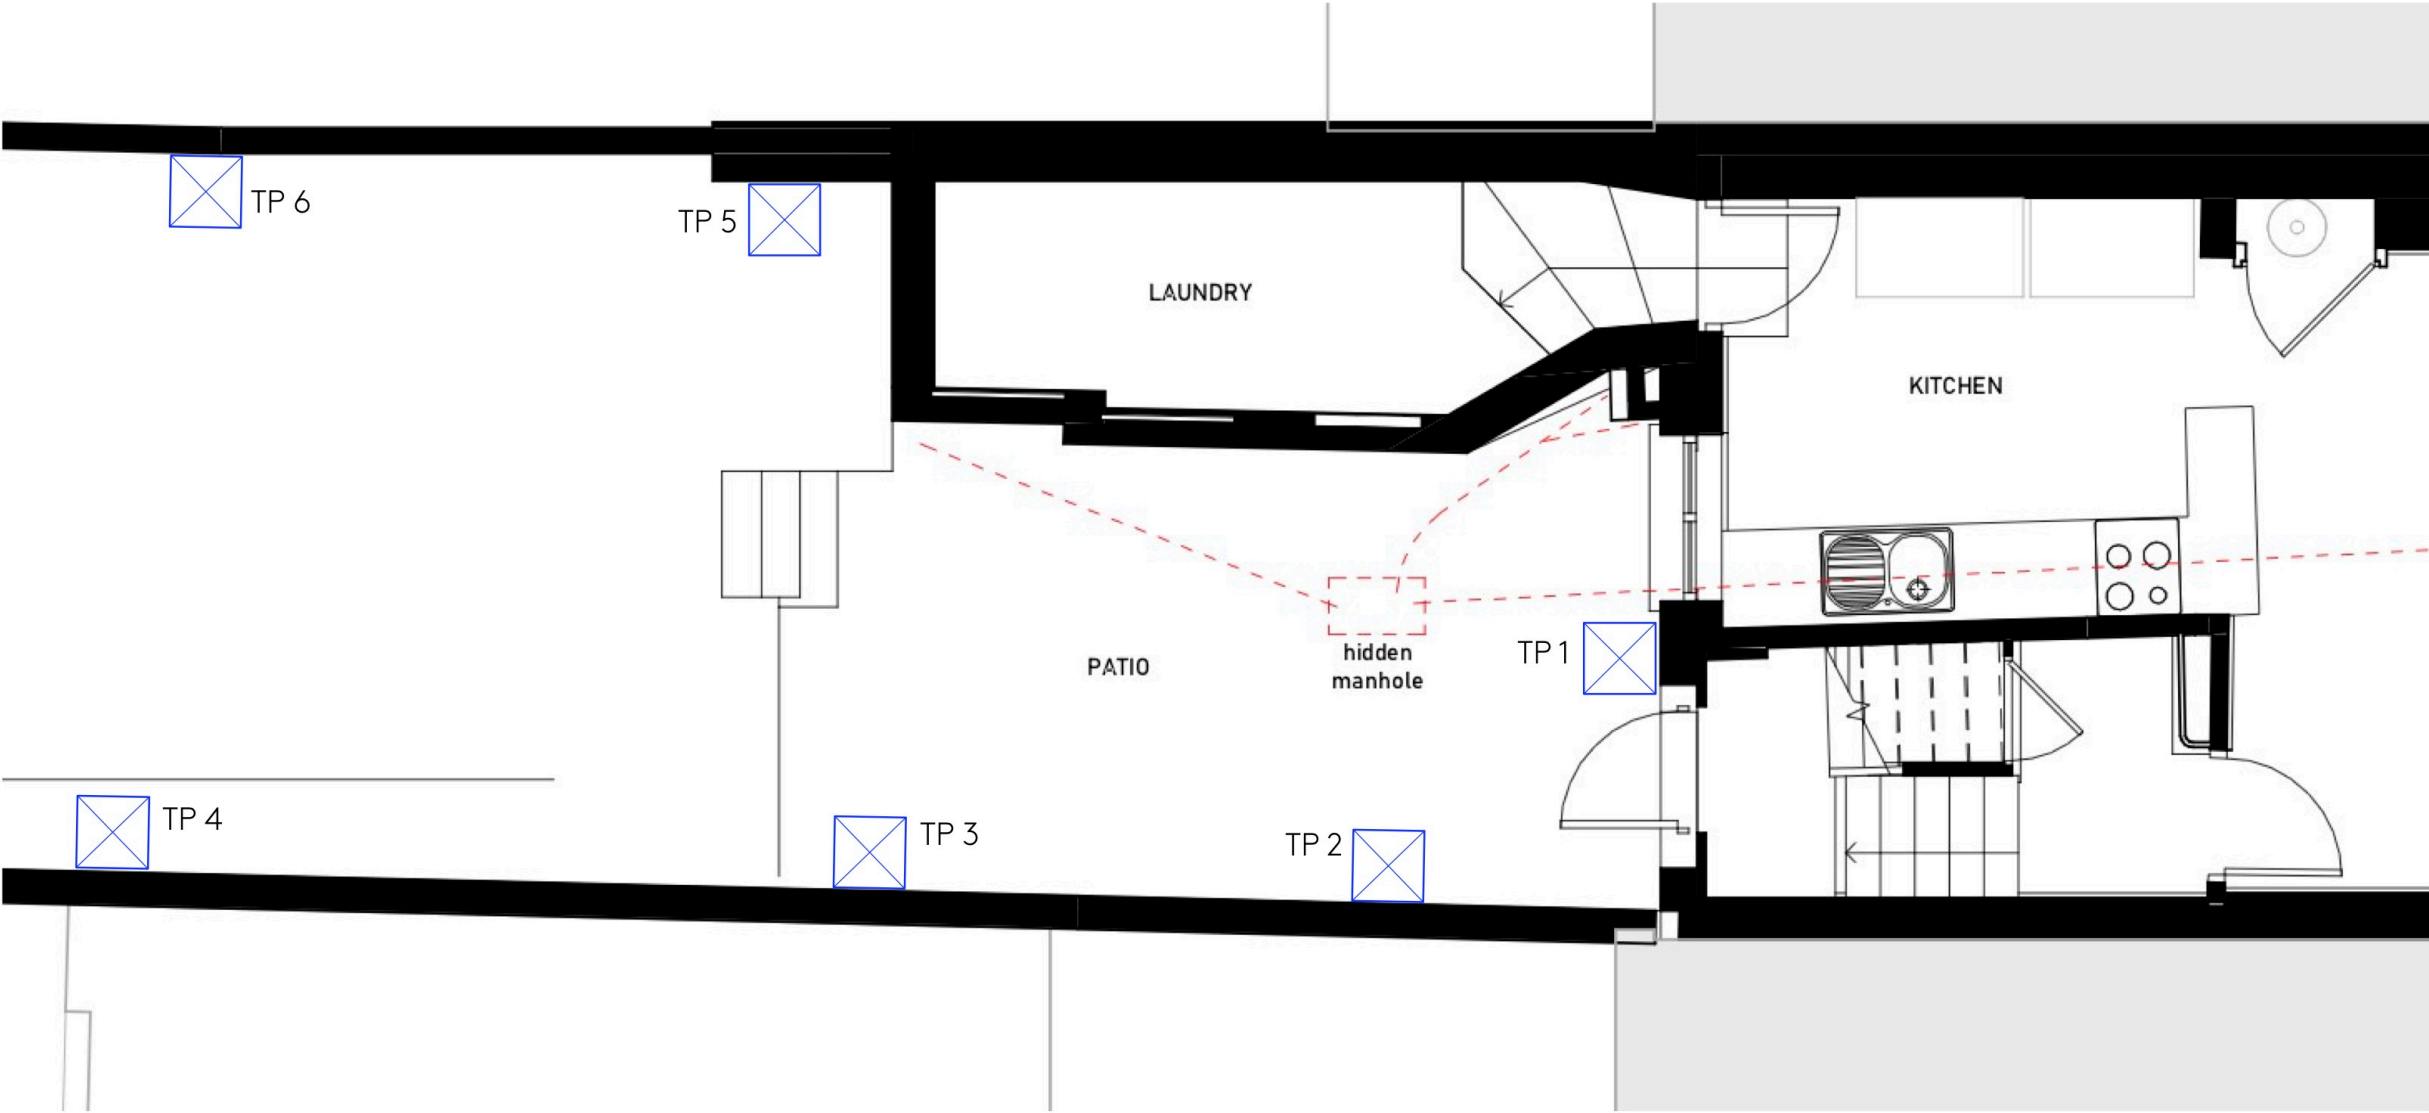 TP 6
TP 5
LAUNDRY
KITCHEN
TP 1
hidden
manhole
PATIO
TP 4
TP 3
TP 2